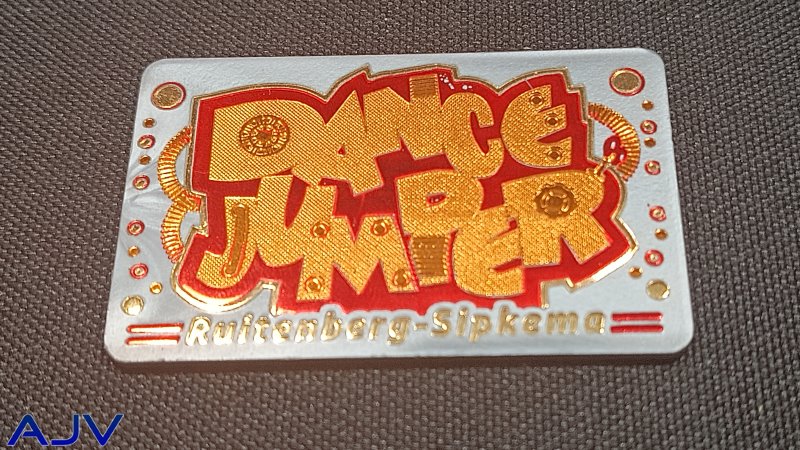 DANCE
JUMPER
Ruitenberg-Sipkema
AJV